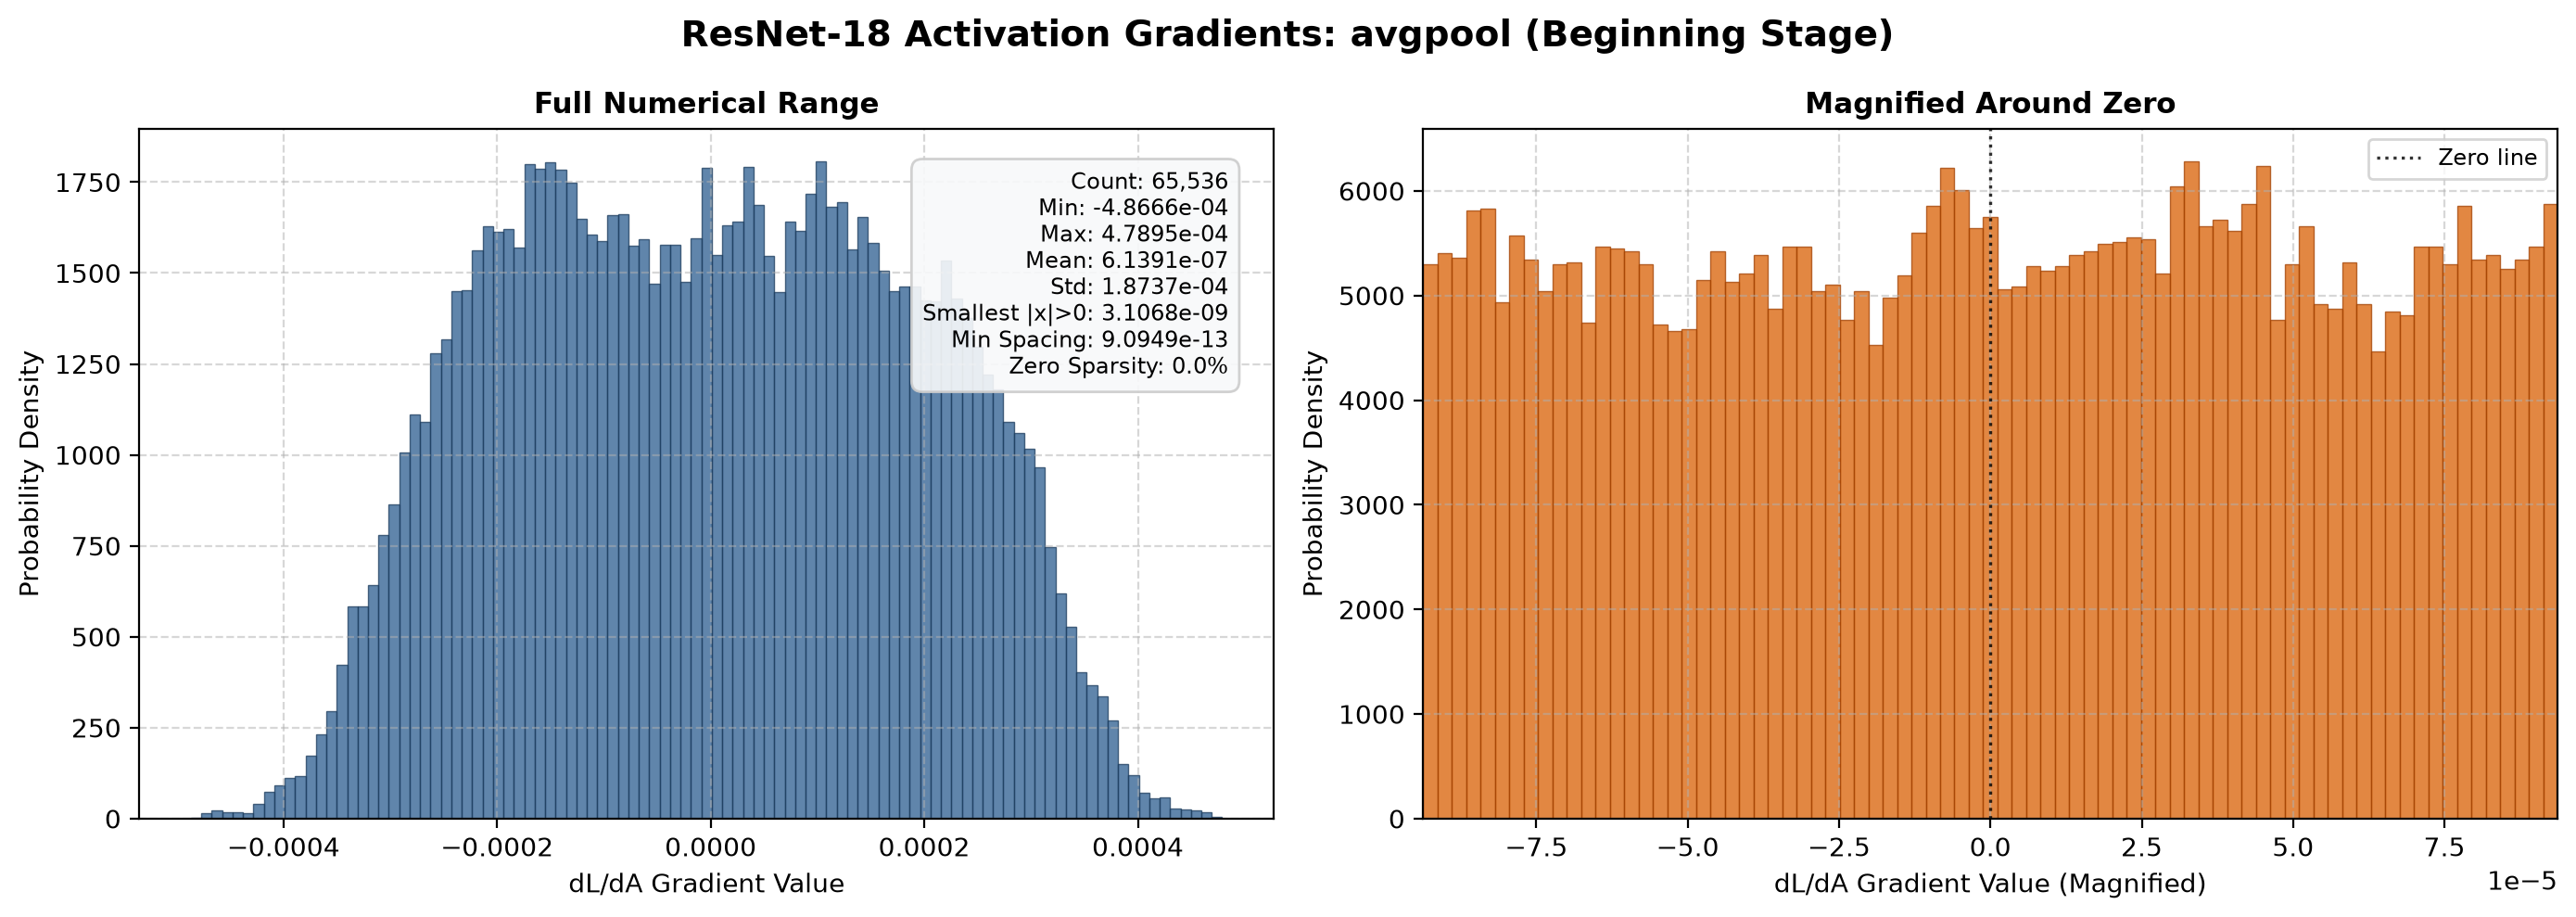 ResNet-18 Activation Gradients: avgpool (Beginning Stage)
Full Numerical Range
Probability Density
1750
1500
1250
1000
750
500
250
0
Count: 65,536
Min: -4.8666e-04
Max: 4.7895e-04
Mean: 6.1391e-07
Std: 1.8737e-04
Smallest |x|>0: 3.1068e-09
Min Spacing: 9.0949e-13
Zero Sparsity: 0.0%
−0.0004 −0.0002 0.0000 0.0002 0.0004
dL/dA Gradient Value
Magnified Around Zero
Probability Density
6000
5000
4000
3000
2000
1000
0
Zero line
−7.5 −5.0 −2.5 0.0 2.5 5.0 7.5
1e−5
dL/dA Gradient Value (Magnified)